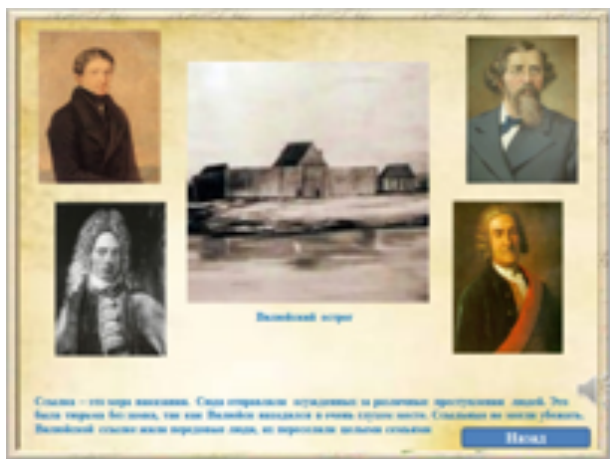 Вилюйский острог
Ссылка – это мера наказания. Сюда отправляли осужденных за различные преступления людей. Это
была тюрьма без замка, так как Вилюйск находился в очень глухом месте. Ссыльные не могли убежать.
Вилюйской ссылке жили передовые люди, их переселяли целыми семьями
Назад